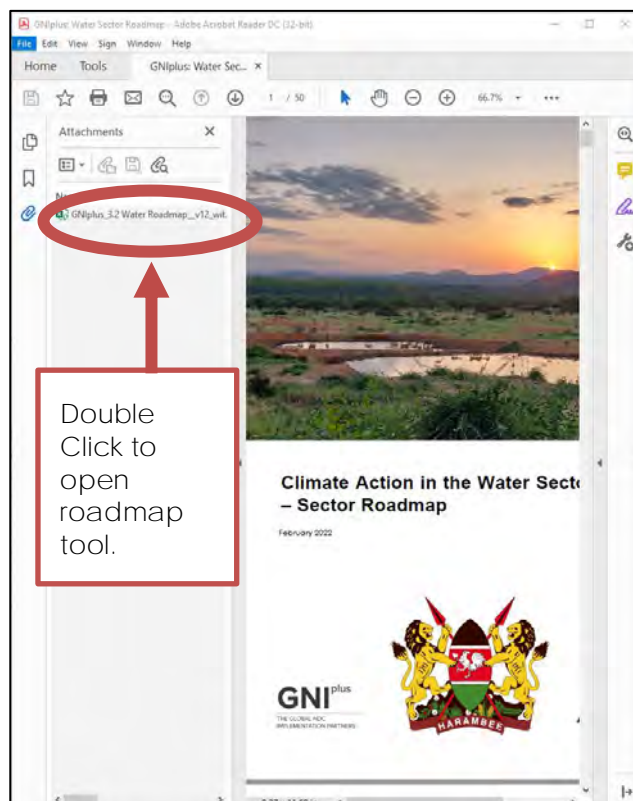 GNIplus: Water Sector Roadmap - Adobe Acrobat Reader DC (32-bit)
File Edit View Sign Window Help
Home Tools GNIplus: Water Sec... ×
1 / 50 66.7%
Attachments ×
GNIplus_3.2 Water Roadmap_v12_wit.
Double
Click to
open
roadmap
tool.
Climate Action in the Water Secto
– Sector Roadmap
February 2022
GNIplus
THE GLOBAL NDC
IMPLEMENTATION PARTNERS
HARAMBEE